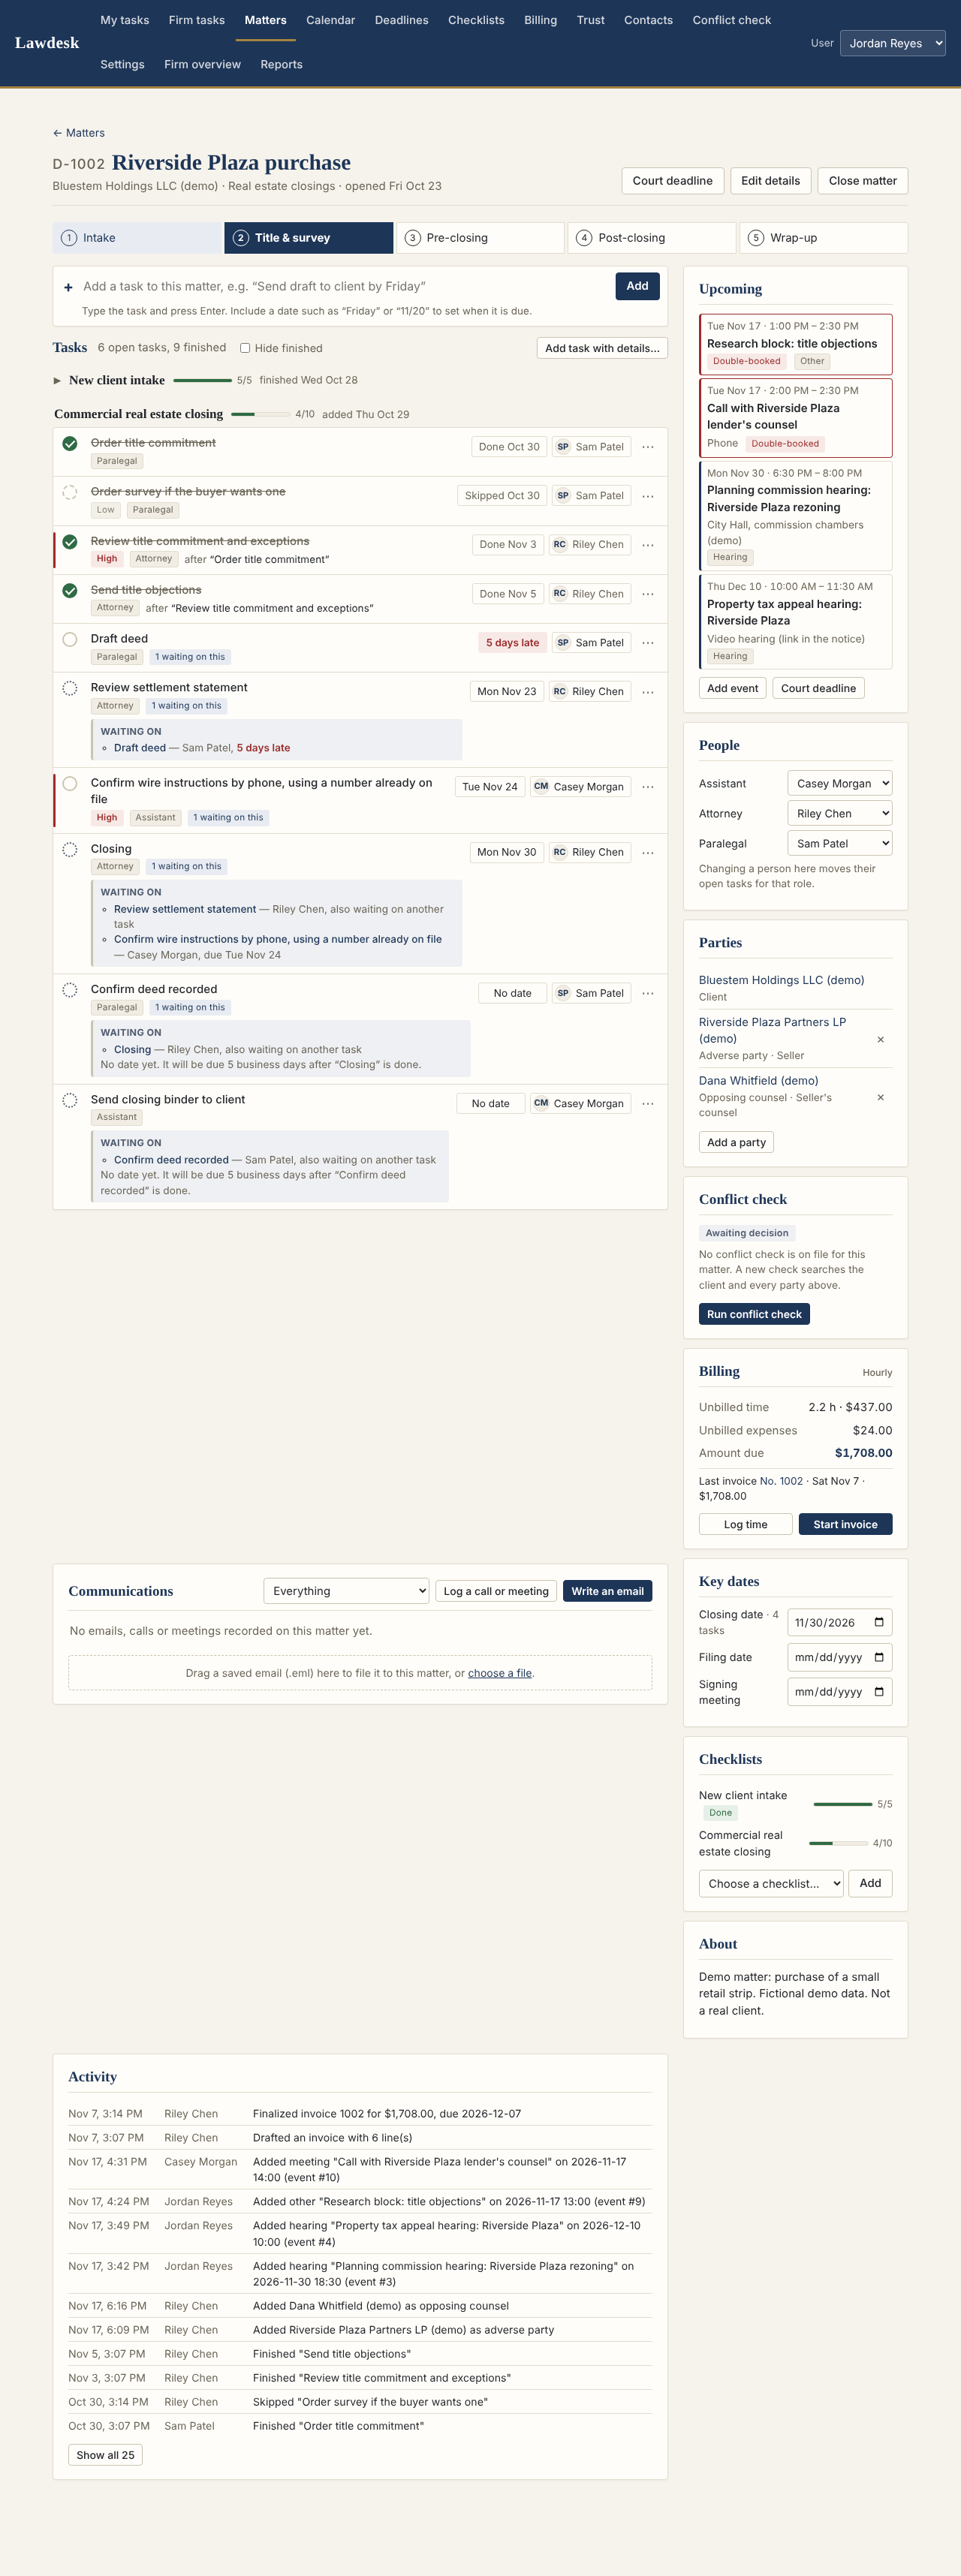 Lawdesk
My tasks Firm tasks Matters Calendar Deadlines Checklists Billing Trust Contacts Conflict check
Settings Firm overview Reports
User Jordan Reyes
← Matters
D-1002 Riverside Plaza purchase
Bluestem Holdings LLC (demo) · Real estate closings · opened Fri Oct 23
Court deadline Edit details Close matter
1 Intake 2 Title & survey 3 Pre-closing 4 Post-closing 5 Wrap-up
+ Add a task to this matter, e.g. “Send draft to client by Friday” Add
Type the task and press Enter. Include a date such as “Friday” or “11/20” to set when it is due.
Tasks 6 open tasks, 9 finished Hide finished Add task with details…
▶ New client intake 5/5 finished Wed Oct 28
Commercial real estate closing 4/10 added Thu Oct 29
Order title commitment Done Oct 30 SP Sam Patel ⋯
Paralegal
Order survey if the buyer wants one Skipped Oct 30 SP Sam Patel ⋯
Low Paralegal
Review title commitment and exceptions Done Nov 3 RC Riley Chen ⋯
High Attorney after “Order title commitment”
Send title objections Done Nov 5 RC Riley Chen ⋯
Attorney after “Review title commitment and exceptions”
Draft deed 5 days late SP Sam Patel ⋯
Paralegal 1 waiting on this
Review settlement statement Mon Nov 23 RC Riley Chen ⋯
Attorney 1 waiting on this
WAITING ON
Draft deed — Sam Patel, 5 days late
Confirm wire instructions by phone, using a number already on
file
Tue Nov 24 CM Casey Morgan ⋯
High Assistant 1 waiting on this
Closing Mon Nov 30 RC Riley Chen ⋯
Attorney 1 waiting on this
WAITING ON
Review settlement statement — Riley Chen, also waiting on another
task
Confirm wire instructions by phone, using a number already on file
— Casey Morgan, due Tue Nov 24
Confirm deed recorded No date SP Sam Patel ⋯
Paralegal 1 waiting on this
WAITING ON
Closing — Riley Chen, also waiting on another task
No date yet. It will be due 5 business days after “Closing” is done.
Send closing binder to client No date CM Casey Morgan ⋯
Assistant
WAITING ON
Confirm deed recorded — Sam Patel, also waiting on another task
No date yet. It will be due 5 business days after “Confirm deed
recorded” is done.
Communications Everything Log a call or meeting Write an email
No emails, calls or meetings recorded on this matter yet.
Drag a saved email (.eml) here to file it to this matter, or choose a file.
Activity
Nov 7, 3:14 PM Riley Chen Finalized invoice 1002 for $1,708.00, due 2026-12-07
Nov 7, 3:07 PM Riley Chen Drafted an invoice with 6 line(s)
Nov 17, 4:31 PM Casey Morgan Added meeting "Call with Riverside Plaza lender's counsel" on 2026-11-17
14:00 (event #10)
Nov 17, 4:24 PM Jordan Reyes Added other "Research block: title objections" on 2026-11-17 13:00 (event #9)
Nov 17, 3:49 PM Jordan Reyes Added hearing "Property tax appeal hearing: Riverside Plaza" on 2026-12-10
10:00 (event #4)
Nov 17, 3:42 PM Jordan Reyes Added hearing "Planning commission hearing: Riverside Plaza rezoning" on
2026-11-30 18:30 (event #3)
Nov 17, 6:16 PM Riley Chen Added Dana Whitfield (demo) as opposing counsel
Nov 17, 6:09 PM Riley Chen Added Riverside Plaza Partners LP (demo) as adverse party
Nov 5, 3:07 PM Riley Chen Finished "Send title objections"
Nov 3, 3:07 PM Riley Chen Finished "Review title commitment and exceptions"
Oct 30, 3:14 PM Riley Chen Skipped "Order survey if the buyer wants one"
Oct 30, 3:07 PM Sam Patel Finished "Order title commitment"
Show all 25
Upcoming
Tue Nov 17 · 1:00 PM – 2:30 PM
Research block: title objections
Double-booked Other
Tue Nov 17 · 2:00 PM – 2:30 PM
Call with Riverside Plaza
lender's counsel
Phone Double-booked
Mon Nov 30 · 6:30 PM – 8:00 PM
Planning commission hearing:
Riverside Plaza rezoning
City Hall, commission chambers
(demo)
Hearing
Thu Dec 10 · 10:00 AM – 11:30 AM
Property tax appeal hearing:
Riverside Plaza
Video hearing (link in the notice)
Hearing
Add event Court deadline
People
Assistant Casey Morgan
Attorney Riley Chen
Paralegal Sam Patel
Changing a person here moves their
open tasks for that role.
Parties
Bluestem Holdings LLC (demo)
Client
Riverside Plaza Partners LP
(demo) ×
Adverse party · Seller
Dana Whitfield (demo)
Opposing counsel · Seller's ×
counsel
Add a party
Conflict check
Awaiting decision
No conflict check is on file for this
matter. A new check searches the
client and every party above.
Run conflict check
Billing Hourly
Unbilled time 2.2 h · $437.00
Unbilled expenses $24.00
Amount due $1,708.00
Last invoice No. 1002 · Sat Nov 7 ·
$1,708.00
Log time Start invoice
Key dates
Closing date · 4
tasks
11/30/2026
Filing date mm/dd/yyyy
Signing
meeting
mm/dd/yyyy
Checklists
New client intake
Done
5/5
Commercial real
estate closing
4/10
Choose a checklist… Add
About
Demo matter: purchase of a small
retail strip. Fictional demo data. Not
a real client.